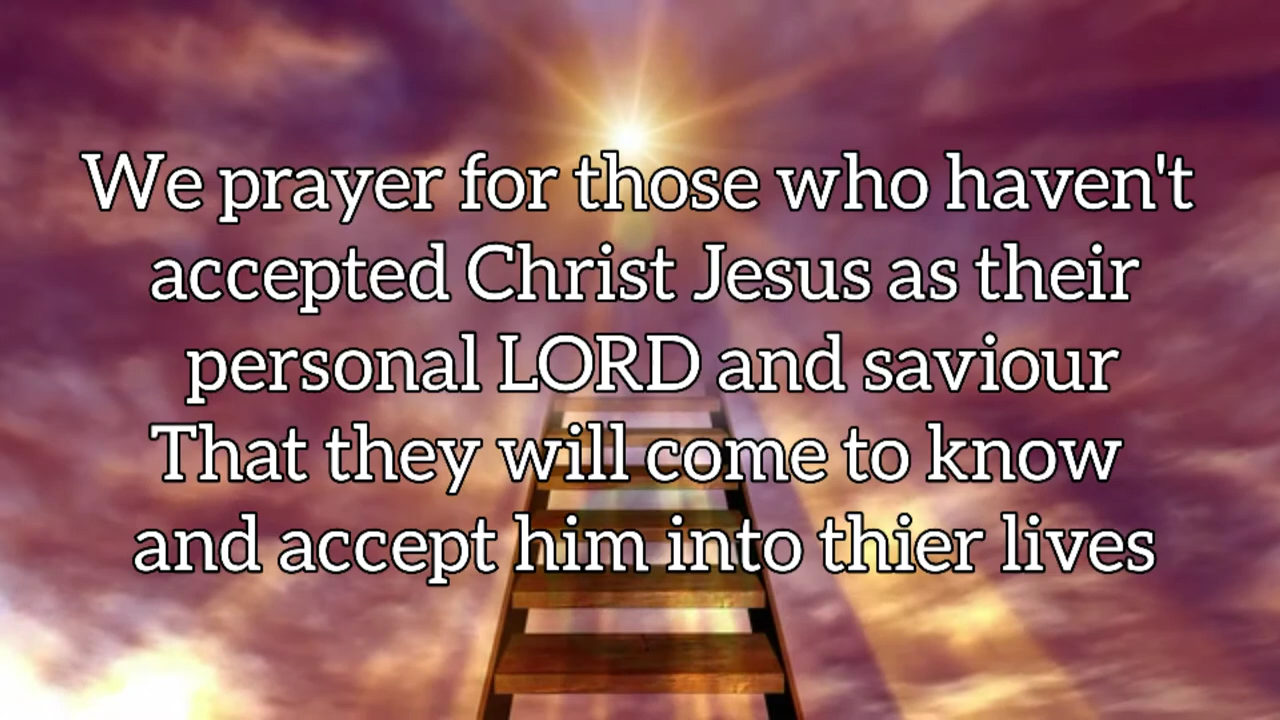 We prayer for those who haven't
accepted Christ Jesus as their
personal LORD and saviour
That they will come to know
and accept him into thier lives